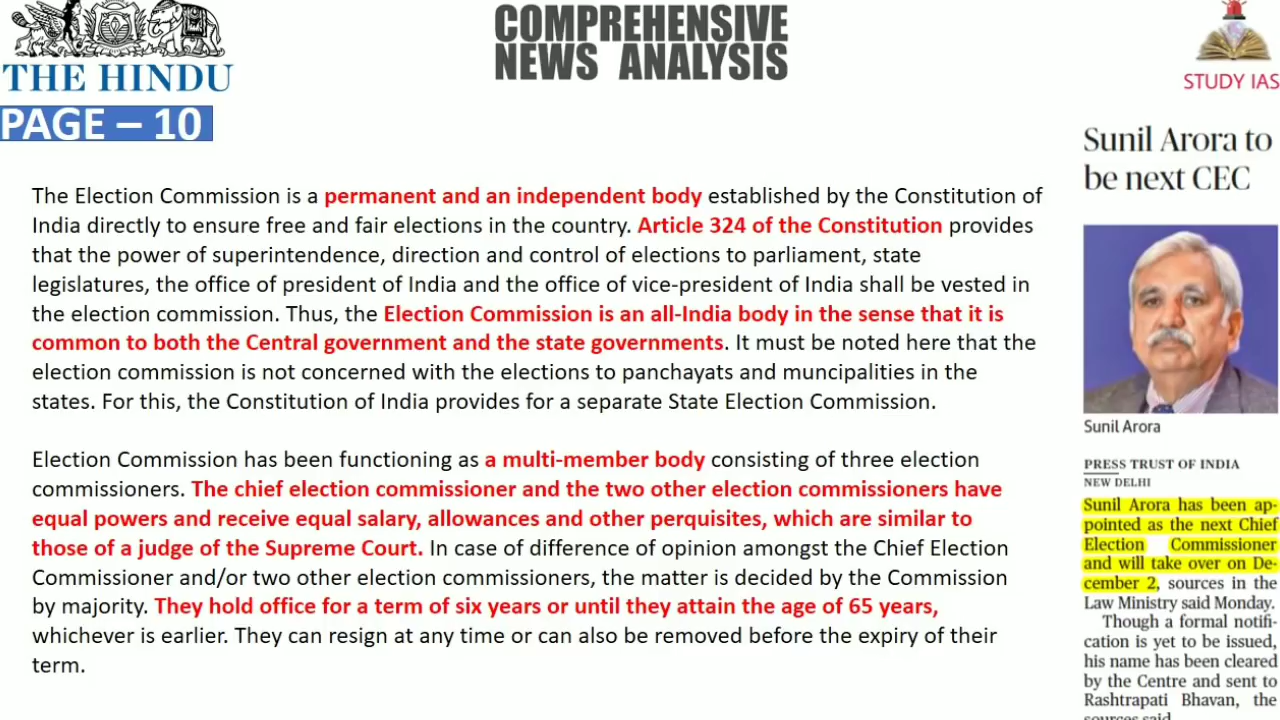 THE HINDU
COMPREHENSIVE
NEWS ANALYSIS
STUDY IAS
PAGE – 10
The Election Commission is a permanent and an independent body established by the Constitution of
India directly to ensure free and fair elections in the country. Article 324 of the Constitution provides
that the power of superintendence, direction and control of elections to parliament, state
legislatures, the office of president of India and the office of vice-president of India shall be vested in
the election commission. Thus, the Election Commission is an all-India body in the sense that it is
common to both the Central government and the state governments. It must be noted here that the
election commission is not concerned with the elections to panchayats and muncipalities in the
states. For this, the Constitution of India provides for a separate State Election Commission.
Election Commission has been functioning as a multi-member body consisting of three election
commissioners. The chief election commissioner and the two other election commissioners have
equal powers and receive equal salary, allowances and other perquisites, which are similar to
those of a judge of the Supreme Court. In case of difference of opinion amongst the Chief Election
Commissioner and/or two other election commissioners, the matter is decided by the Commission
by majority. They hold office for a term of six years or until they attain the age of 65 years,
whichever is earlier. They can resign at any time or can also be removed before the expiry of their
term.
Sunil Arora to
be next CEC
Sunil Arora
PRESS TRUST OF INDIA
NEW DELHI
Sunil Arora has been ap-
pointed as the next Chief
Election Commissioner
and will take over on De-
cember 2, sources in the
Law Ministry said Monday.
Though a formal notifi-
cation is yet to be issued,
his name has been cleared
by the Centre and sent to
Rashtrapati Bhavan, the
sources said